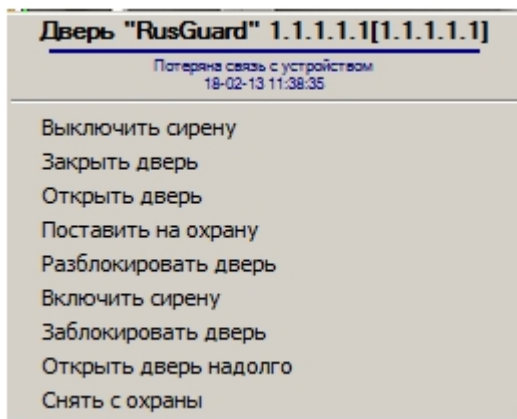 Дверь "RusGuard" 1.1.1.1.1[1.1.1.1.1]
Потеряна связь с устройством
18-02-13 11:38:35
Выключить сирену
Закрыть дверь
Открыть дверь
Поставить на охрану
Разблокировать дверь
Включить сирену
Заблокировать дверь
Открыть дверь надолго
Снять с охраны